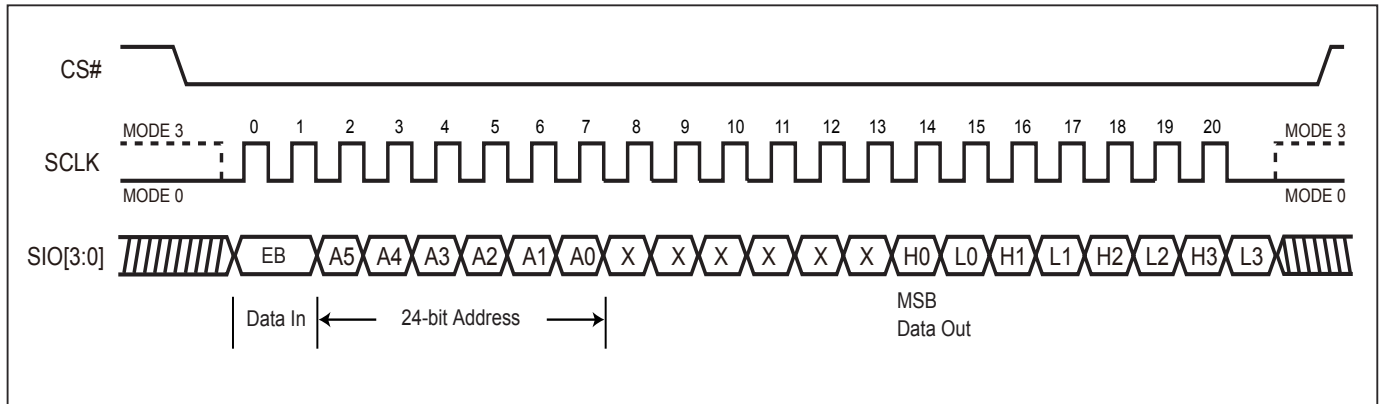 CS#
MODE 3 0 1 2 3 4 5 6 7 8 9 10 11 12 13 14 15 16 17 18 19 20 MODE 3
SCLK
MODE 0 MODE 0
SIO[3:0] EB A5 A4 A3 A2 A1 A0 X X X X X X H0 L0 H1 L1 H2 L2 H3 L3
Data In 24-bit Address MSB
Data Out